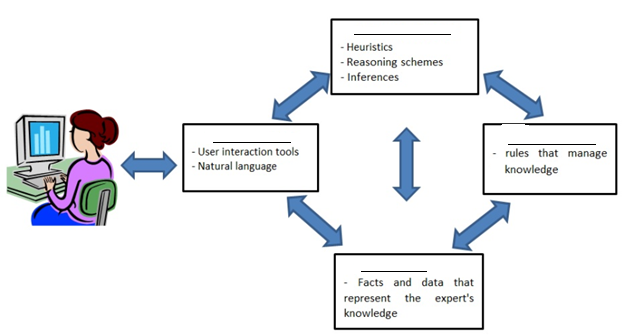 - Heuristics
- Reasoning schemes
- Inferences
- User interaction tools
- Natural language
- rules that manage
knowledge
- Facts and data that
represent the expert's
knowledge